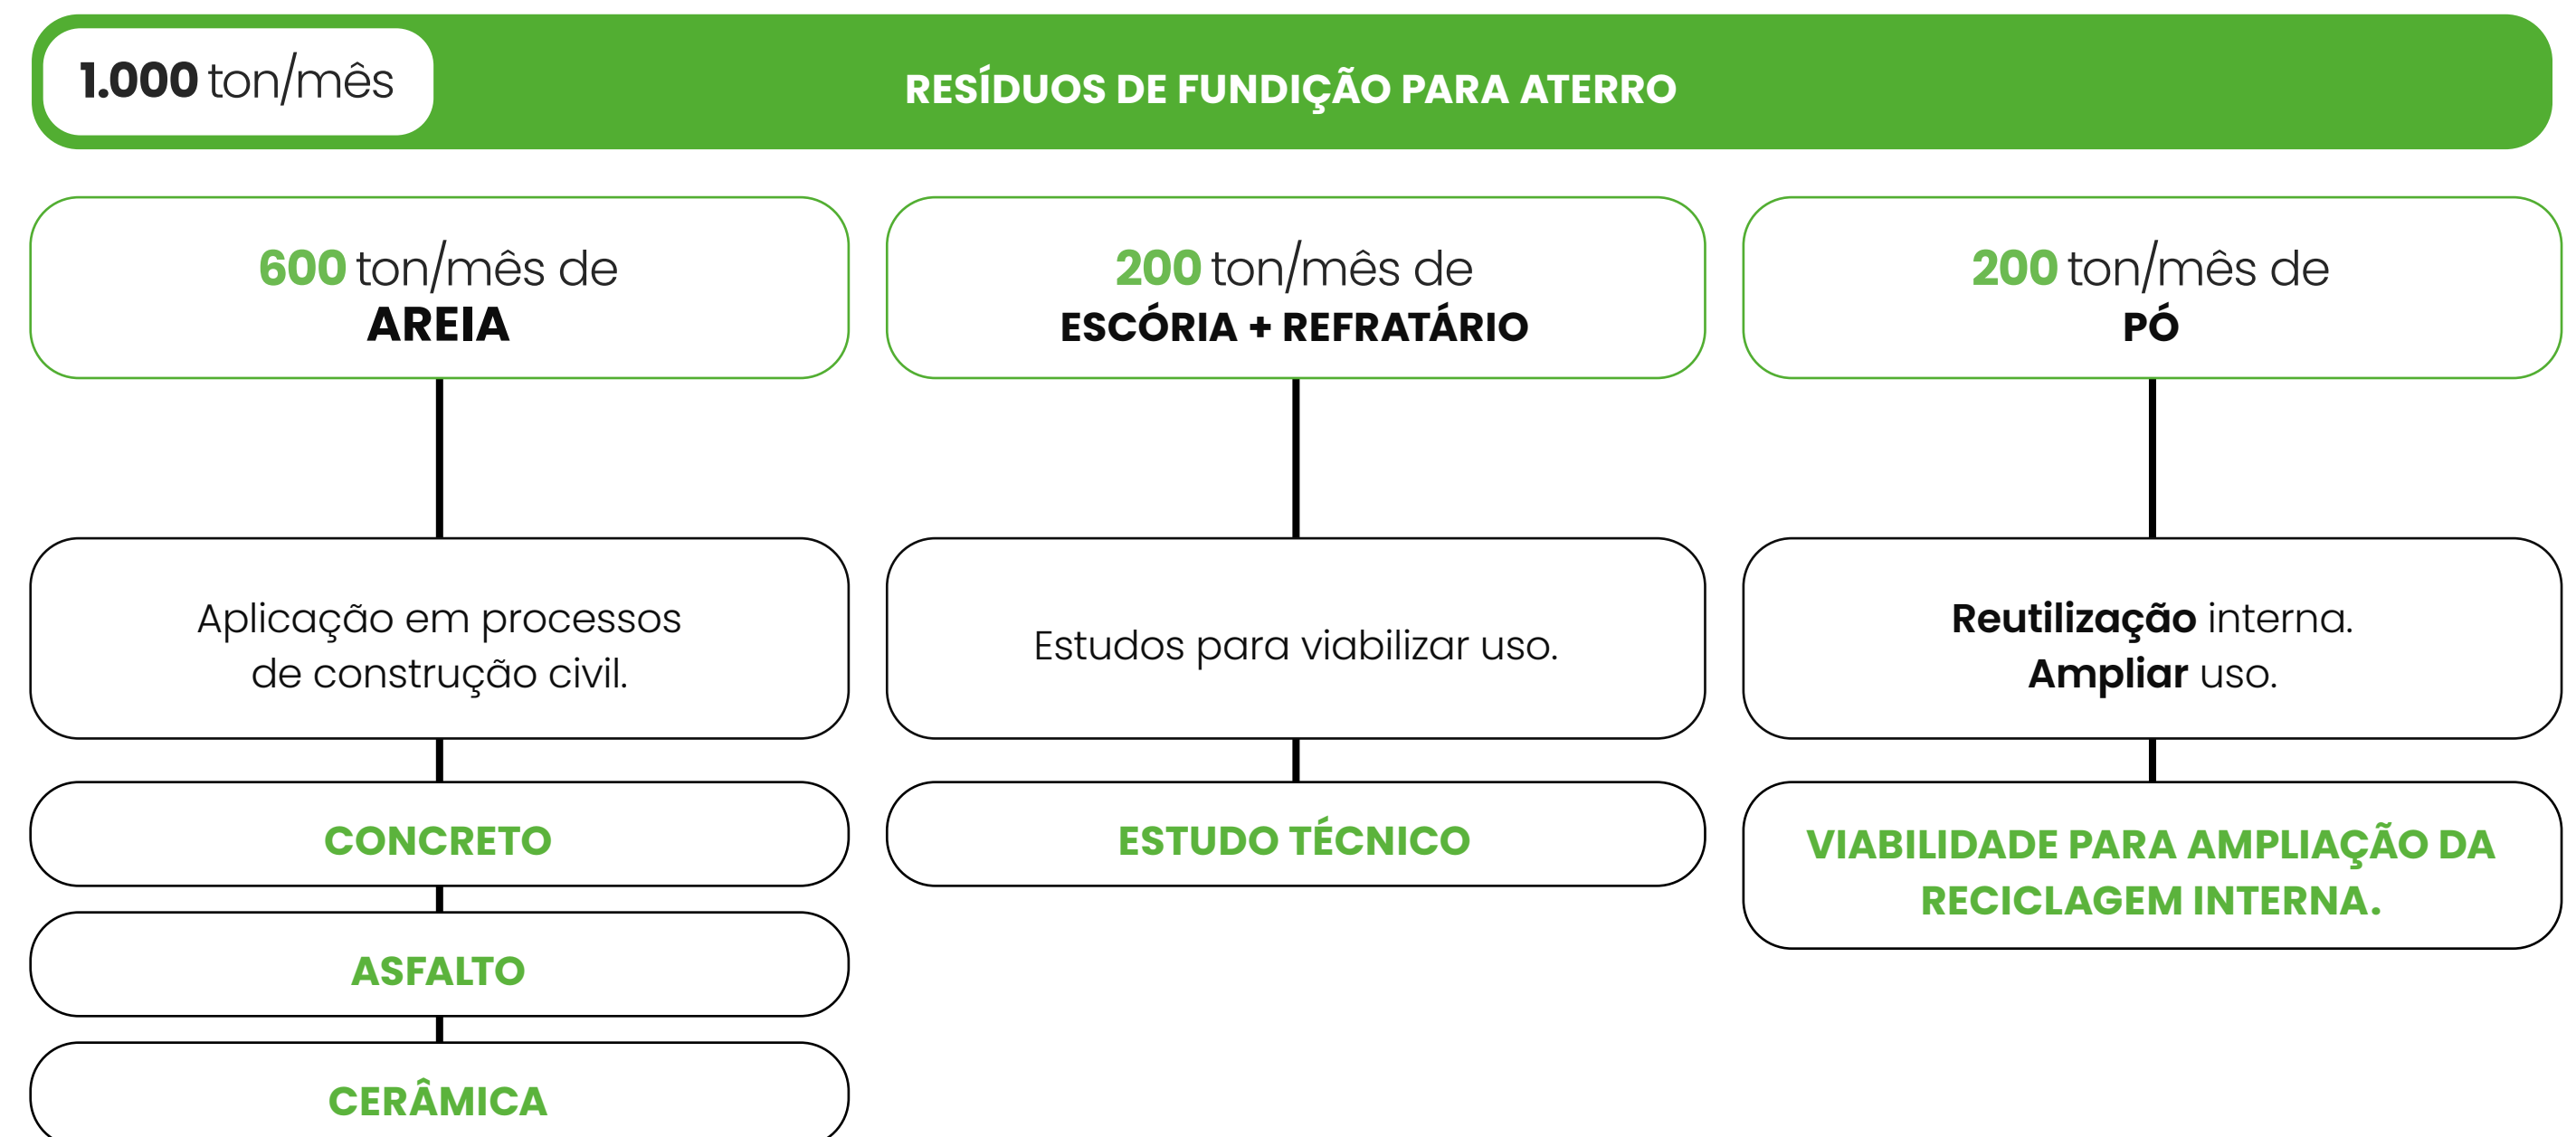 1.000 ton/mês
RESÍDUOS DE FUNDIÇÃO PARA ATERRO
600 ton/mês de
AREIA
Aplicação em processos
de construção civil.
CONCRETO
ASFALTO
CERÂMICA
200 ton/mês de
ESCÓRIA + REFRATÁRIO
Estudos para viabilizar uso.
ESTUDO TÉCNICO
200 ton/mês de
PÓ
Reutilização interna.
Ampliar uso.
VIABILIDADE PARA AMPLIAÇÃO DA
RECICLAGEM INTERNA.